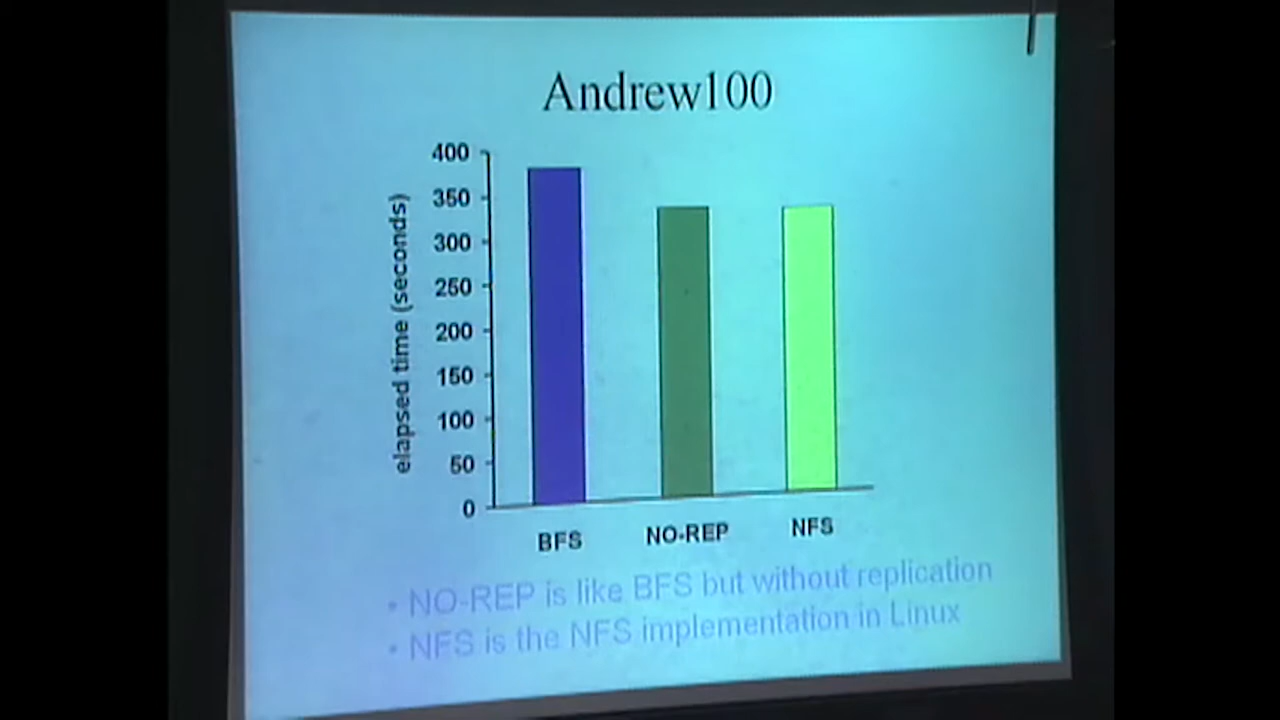 Andrew100
elapsed time (seconds)
400
350
300
250
200
150
100
50
0
BFS
NO-REP
NFS
• NO-REP is like BFS but without replication
• NFS is the NFS implementation in Linux